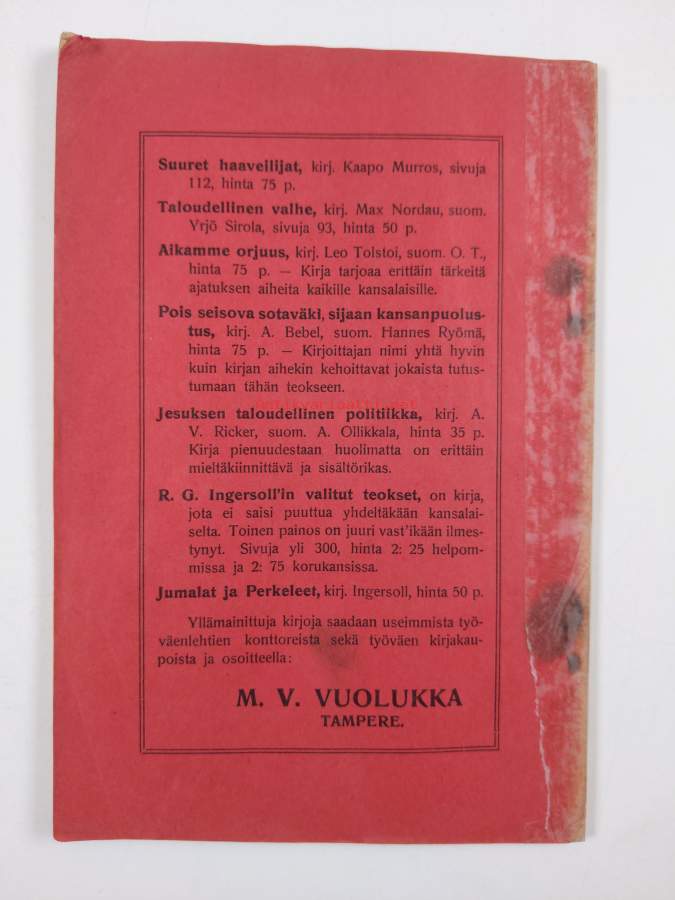 Suuret haaveilijat, kirj. Kaapo Murros, sivuja
112, hinta 75 p.
Taloudellinen valhe, kirj. Max Nordau, suom.
Yrjö Sirola, sivuja 93, hinta 50 p.
Aikamme orjuus, kirj. Leo Tolstoi, suom. O. T.,
hinta 75 p. — Kirja tarjoaa erittäin tärkeitä
ajatuksen aiheita kaikille kansalaisille.
Pois seisova sotaväki, sijaan kansanpuolus-
tus, kirj. A. Bebel, suom. Hannes Ryömä,
hinta 75 p. — Kirjoittajan nimi yhtä hyvin
kuin kirjan aihekin kehoittavat jokaista tutus-
tumaan tähän teokseen.
antikvariaatti.net
Jesuksen taloudellinen politiikka, kirj. A.
V. Ricker, suom. A. Ollikkala, hinta 35 p.
Kirja pienuudestaan huolimatta on erittäin
mieltäkiinnittävä ja sisältörikas.
R. G. Ingersoll'in valitut teokset, on kirja,
jota ei saisi puuttua yhdeltäkään kansalai-
selta. Toinen painos on juuri vast'ikään ilmes-
tynyt. Sivuja yli 300, hinta 2: 25 helpom-
missa ja 2: 75 korukansissa.
Jumalat ja Perkeleet, kirj. Ingersoll, hinta 50 p.
Yllämainittuja kirjoja saadaan useimmista työ-
väenlehtien konttoreista sekä työväen kirjakau-
poista ja osoitteella:
M. V. VUOLUKKA
TAMPERE.